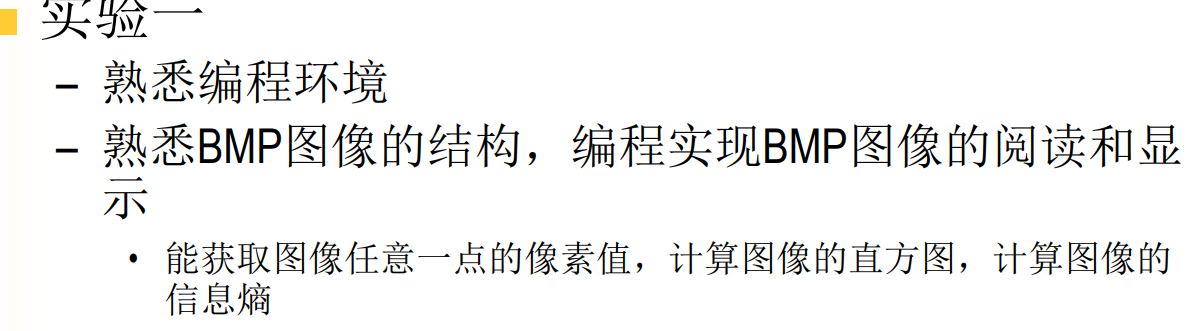 实验一
– 熟悉编程环境
– 熟悉BMP图像的结构，编程实现BMP图像的阅读和显
示
• 能获取图像任意一点的像素值，计算图像的直方图，计算图像的
信息熵